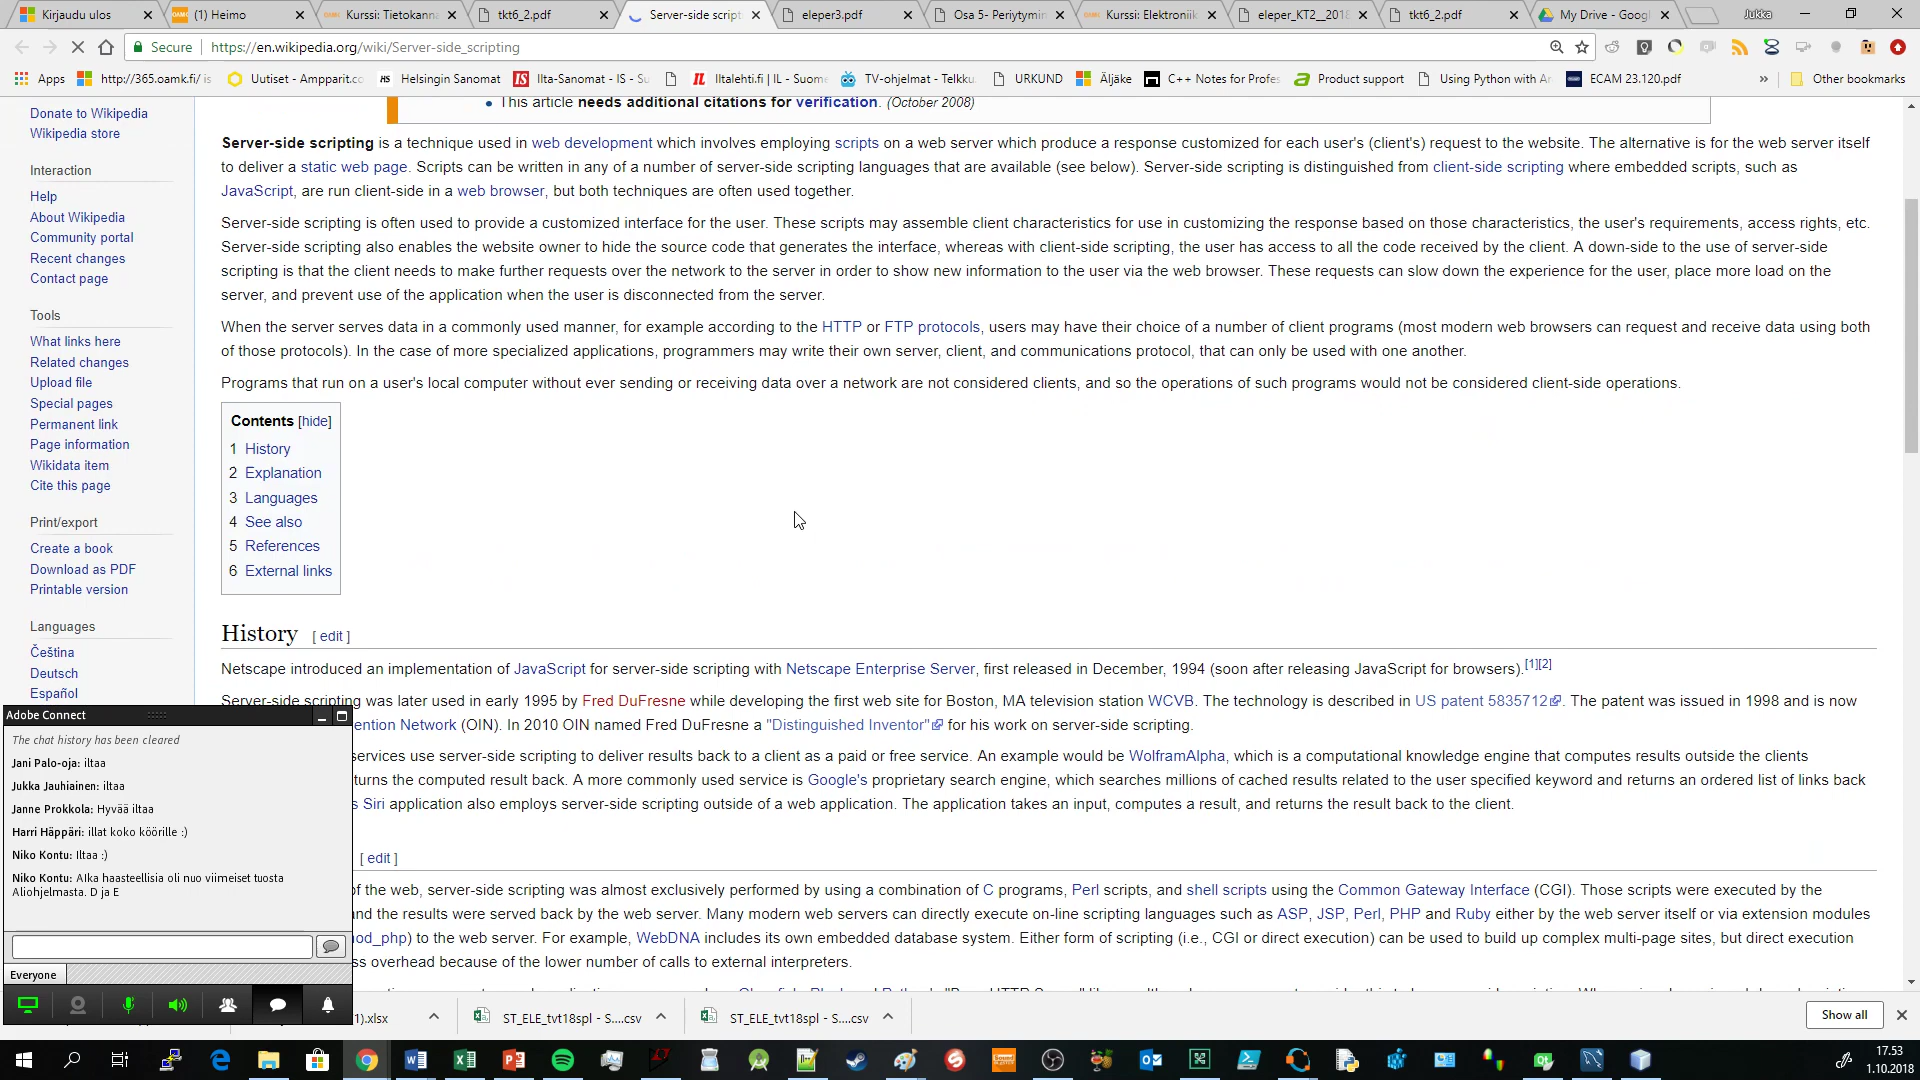 Kirjaudu ulos
(1) Heimo
Kurssi: Tietokann
tkt6_2.pdf
Server-side script
eleper3.pdf
Osa 5- Periytymin
Kurssi: Elektroniik
eleper_KT2__2018
tkt6_2.pdf
My Drive - Googl
Jukka
Secure
https://en.wikipedia.org/wiki/Server-side_scripting
Apps
http://365.oamk.fi/ is
Uutiset - Ampparit.co
Helsingin Sanomat
Ilta-Sanomat - IS - Su
Iltalehti.fi | IL - Suome
TV-ohjelmat - Telkku
URKUND
Äljäke
C++ Notes for Profes
Product support
Using Python with Ar
ECAM 23.120.pdf
»
Other bookmarks
Donate to Wikipedia
Wikipedia store
Interaction
Help
About Wikipedia
Community portal
Recent changes
Contact page
Tools
What links here
Related changes
Upload file
Special pages
Permanent link
Page information
Wikidata item
Cite this page
Print/export
Create a book
Download as PDF
Printable version
Languages
Čeština
Deutsch
Español
• This article needs additional citations for verification. (October 2008)
Server-side scripting is a technique used in web development which involves employing scripts on a web server which produce a response customized for each user's (client's) request to the website. The alternative is for the web server itself
to deliver a static web page. Scripts can be written in any of a number of server-side scripting languages that are available (see below). Server-side scripting is distinguished from client-side scripting where embedded scripts, such as
JavaScript, are run client-side in a web browser, but both techniques are often used together.
Server-side scripting is often used to provide a customized interface for the user. These scripts may assemble client characteristics for use in customizing the response based on those characteristics, the user's requirements, access rights, etc.
Server-side scripting also enables the website owner to hide the source code that generates the interface, whereas with client-side scripting, the user has access to all the code received by the client. A down-side to the use of server-side
scripting is that the client needs to make further requests over the network to the server in order to show new information to the user via the web browser. These requests can slow down the experience for the user, place more load on the
server, and prevent use of the application when the user is disconnected from the server.
When the server serves data in a commonly used manner, for example according to the HTTP or FTP protocols, users may have their choice of a number of client programs (most modern web browsers can request and receive data using both
of those protocols). In the case of more specialized applications, programmers may write their own server, client, and communications protocol, that can only be used with one another.
Programs that run on a user's local computer without ever sending or receiving data over a network are not considered clients, and so the operations of such programs would not be considered client-side operations.
Contents [hide]
1 History
2 Explanation
3 Languages
4 See also
5 References
6 External links
History [ edit ]
Netscape introduced an implementation of JavaScript for server-side scripting with Netscape Enterprise Server, first released in December, 1994 (soon after releasing JavaScript for browsers).[1][2]
Server-side scripting was later used in early 1995 by Fred DuFresne while developing the first web site for Boston, MA television station WCVB. The technology is described in US patent 5835712. The patent was issued in 1998 and is now
ention Network (OIN). In 2010 OIN named Fred DuFresne a "Distinguished Inventor" for his work on server-side scripting.
services use server-side scripting to deliver results back to a client as a paid or free service. An example would be WolframAlpha, which is a computational knowledge engine that computes results outside the clients
turns the computed result back. A more commonly used service is Google's proprietary search engine, which searches millions of cached results related to the user specified keyword and returns an ordered list of links back
s Siri application also employs server-side scripting outside of a web application. The application takes an input, computes a result, and returns the result back to the client.
[ edit ]
of the web, server-side scripting was almost exclusively performed by using a combination of C programs, Perl scripts, and shell scripts using the Common Gateway Interface (CGI). Those scripts were executed by the
nd the results were served back by the web server. Many modern web servers can directly execute on-line scripting languages such as ASP, JSP, Perl, PHP and Ruby either by the web server itself or via extension modules
od_php) to the web server. For example, WebDNA includes its own embedded database system. Either form of scripting (i.e., CGI or direct execution) can be used to build up complex multi-page sites, but direct execution
ss overhead because of the lower number of calls to external interpreters.
Adobe Connect
The chat history has been cleared
Jani Palo-oja: iltaa
Jukka Jauhiainen: iltaa
Janne Prokkola: Hyvää iltaa
Harri Häppäri: illat koko köörille :)
Niko Kontu: Iltaa :)
Niko Kontu: AIka haasteellisia oli nuo viimeiset tuosta
Aliohjelmasta. D ja E
Everyone
1).xlsx
ST_ELE_tvt18spl - S....csv
ST_ELE_tvt18spl - S....csv
Show all
17.53
1.10.2018